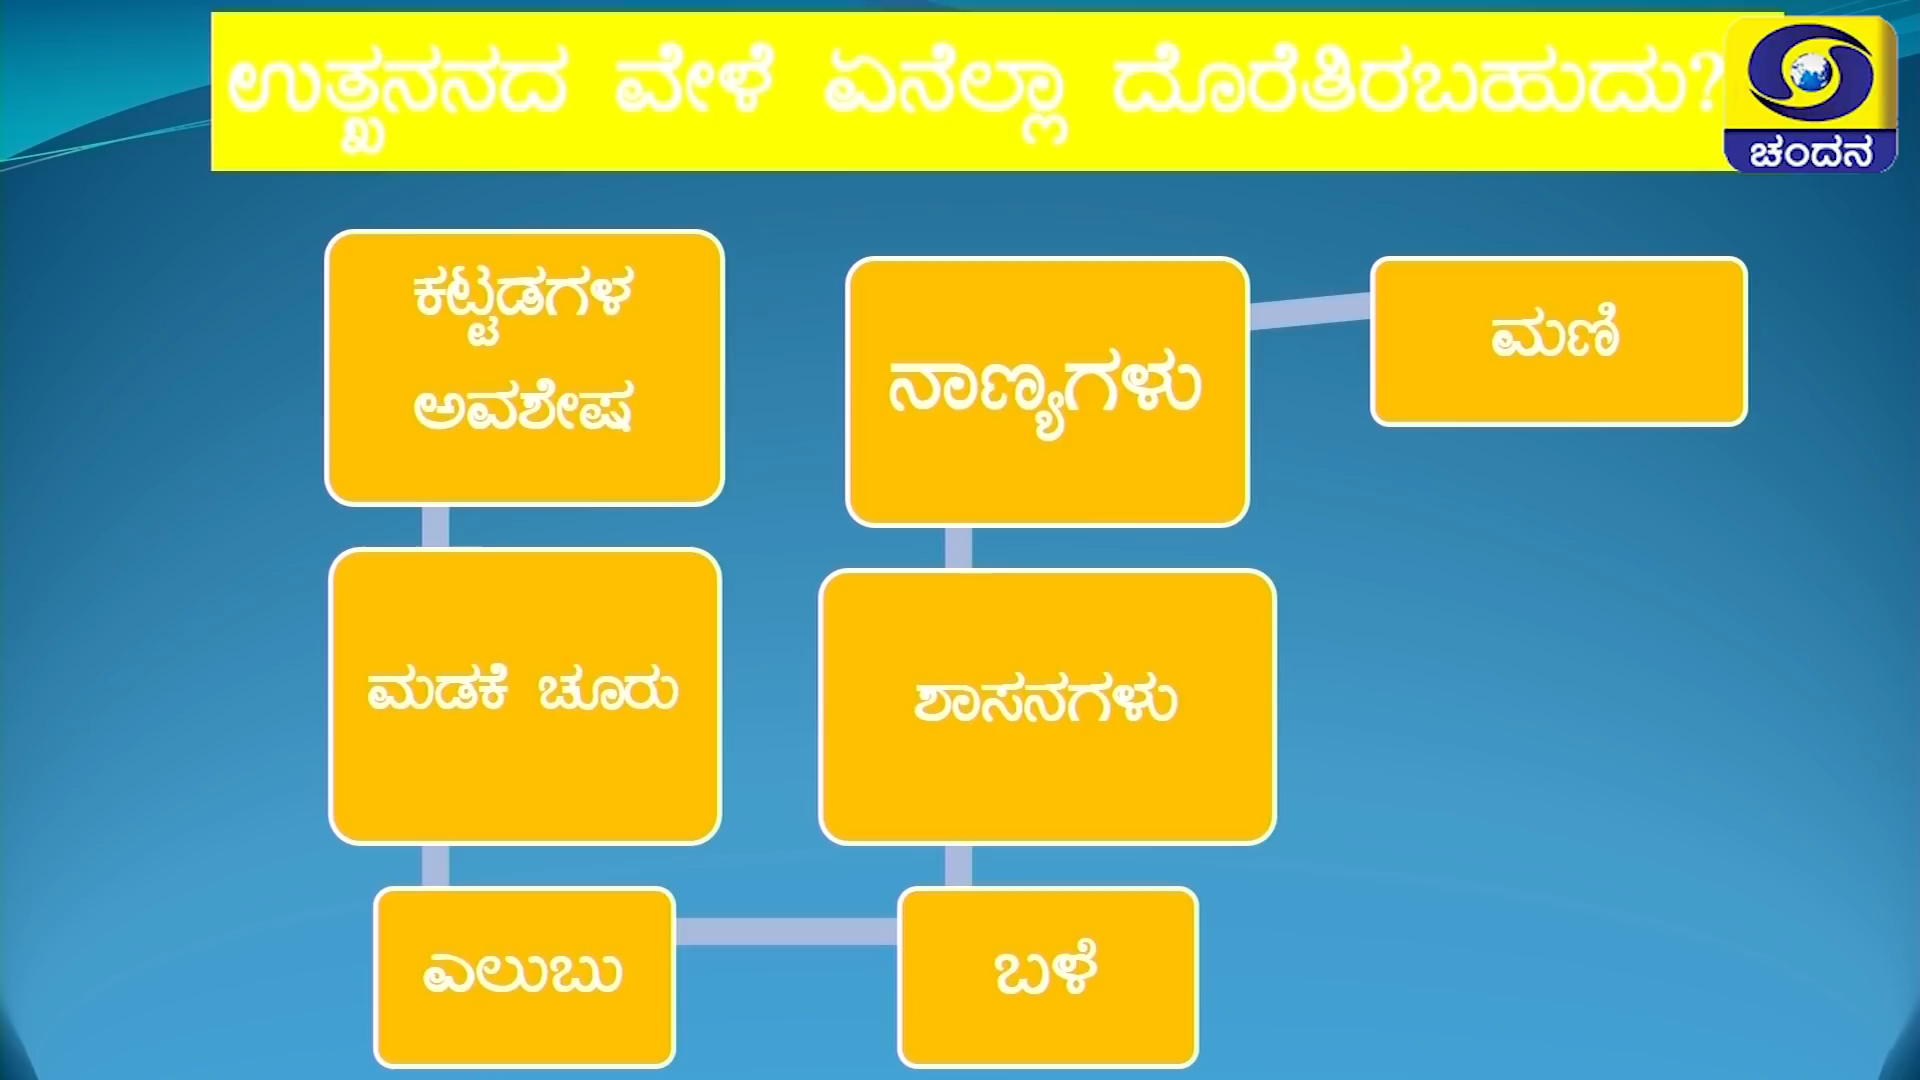 ಉತ್ಖನನದ ವೇಳೆ ಏನೆಲ್ಲಾ ದೊರೆತಿರಬಹುದು?
ಚಂದನ
ಕಟ್ಟಡಗಳ
ಅವಶೇಷ
ಮಡಕೆ ಚೂರು
ಎಲುಬು
ಬಳೆ
ಶಾಸನಗಳು
ನಾಣ್ಯಗಳು
ಮಣಿ